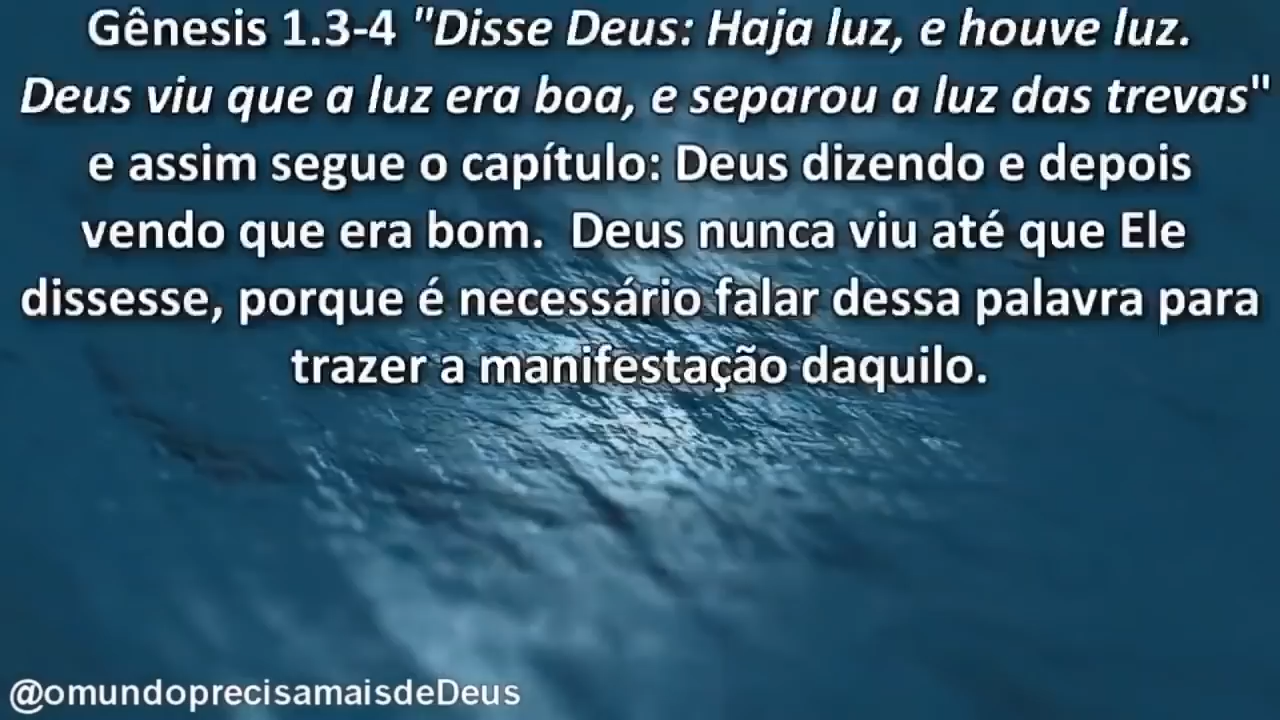 Gênesis 1.3-4 "Disse Deus: Haja luz, e houve luz.
Deus viu que a luz era boa, e separou a luz das trevas"
e assim segue o capítulo: Deus dizendo e depois
vendo que era bom.  Deus nunca viu até que Ele
dissesse, porque é necessário falar dessa palavra para
trazer a manifestação daquilo.
@omundoprecisamaisdeDeus